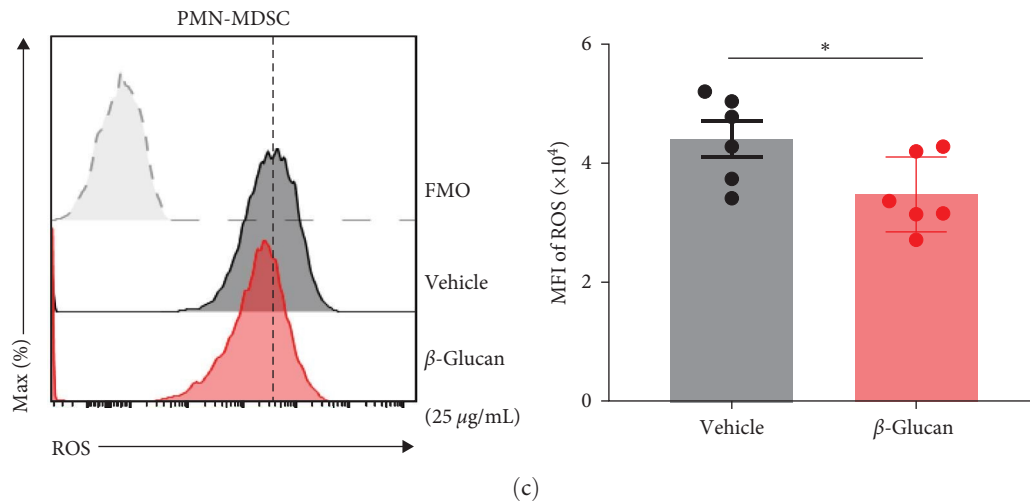 PMN-MDSC
Max (%)
FMO
Vehicle
β-Glucan
(25 μg/mL)
ROS
MFI of ROS (×10⁴)
6
4
2
0
*
Vehicle
β-Glucan
(c)